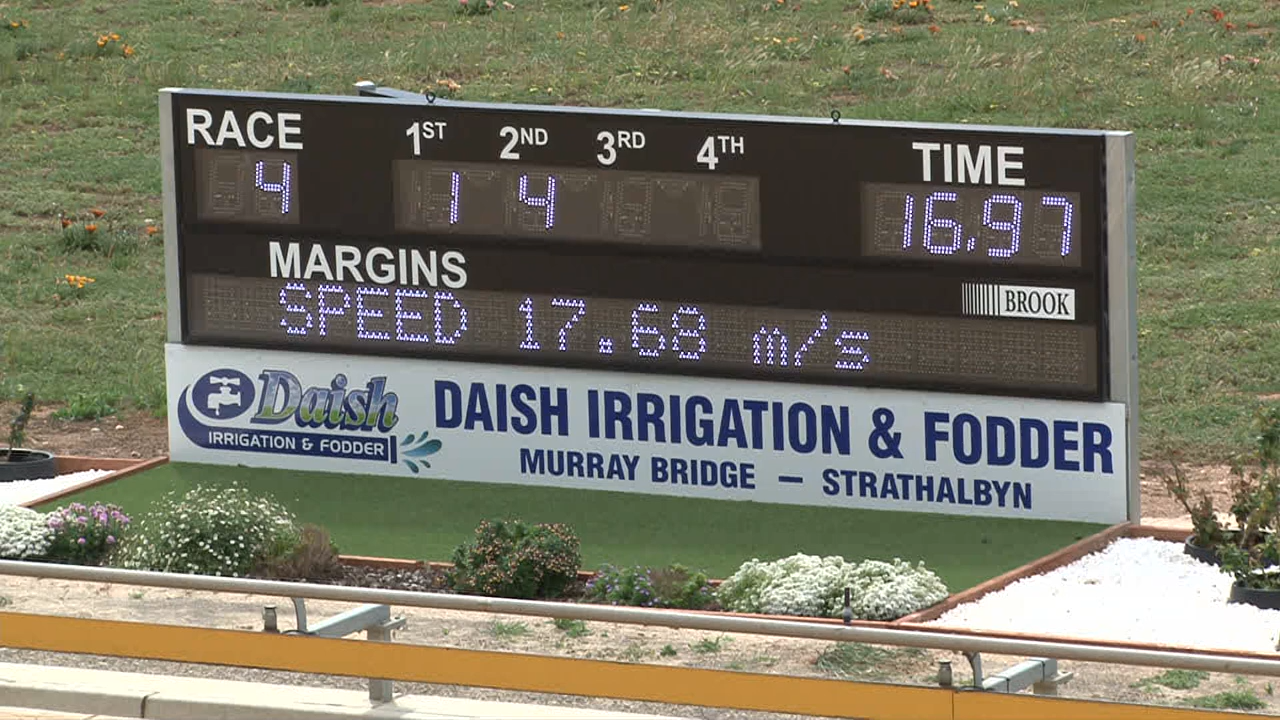 RACE 1ST 2ND 3RD 4TH TIME
4 1 4 16.97
MARGINS
BROOK
SPEED 17.68 m/s
Daish
IRRIGATION & FODDER
DAISH IRRIGATION & FODDER
MURRAY BRIDGE – STRATHALBYN